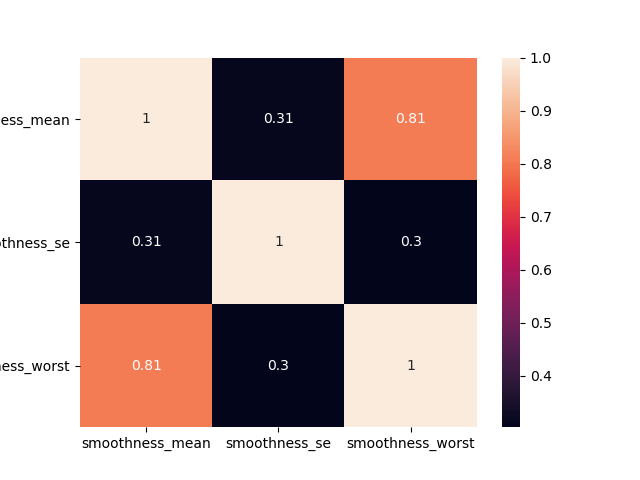 ess_mean 1 0.31 0.81
othness_se 0.31 1 0.3
ness_worst 0.81 0.3 1
smoothness_mean smoothness_se smoothness_worst
1.0
0.9
0.8
0.7
0.6
0.5
0.4